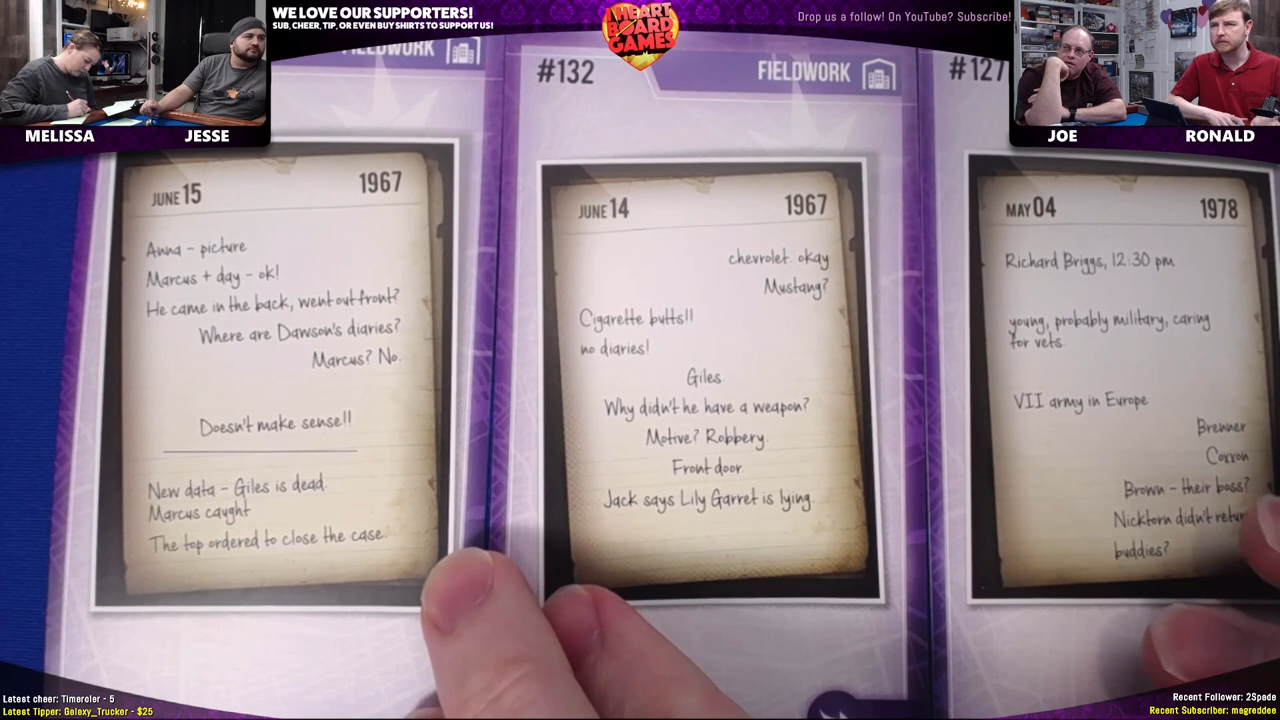 WE LOVE OUR SUPPORTERS!
SUB, CHEER, TIP, OR EVEN BUY SHIRTS TO SUPPORT US!
I HEART
BOARD
GAMES
Drop us a follow! On YouTube? Subscribe!
MELISSA
JESSE
JOE
RONALD
FIELDWORK
JUNE 15 1967
Anna - picture
Marcus + day - ok!
He came in the back, went out front?
Where are Dawson's diaries?
Marcus? No.
Doesn't make sense!!
New data - Giles is dead.
Marcus caught
The top ordered to close the case.
#132 FIELDWORK
JUNE 14 1967
chevrolet. okay
Mustang?
Cigarette butts!!
no diaries!
Giles.
Why didn't he have a weapon?
Motive? Robbery.
Front door.
Jack says Lily Garret is lying.
#127
MAY 04 1978
Richard Briggs, 12:30 pm
young, probably military, caring
for vets.
VII army in Europe
Brenner
Corron
Brown - their boss?
Nicktorn didn't retur
buddies?
Latest cheer: Timeroler - 5
Latest Tipper: Galaxy_Trucker - $25
Recent Follower: 2Spade
Recent Subscriber: magreddee